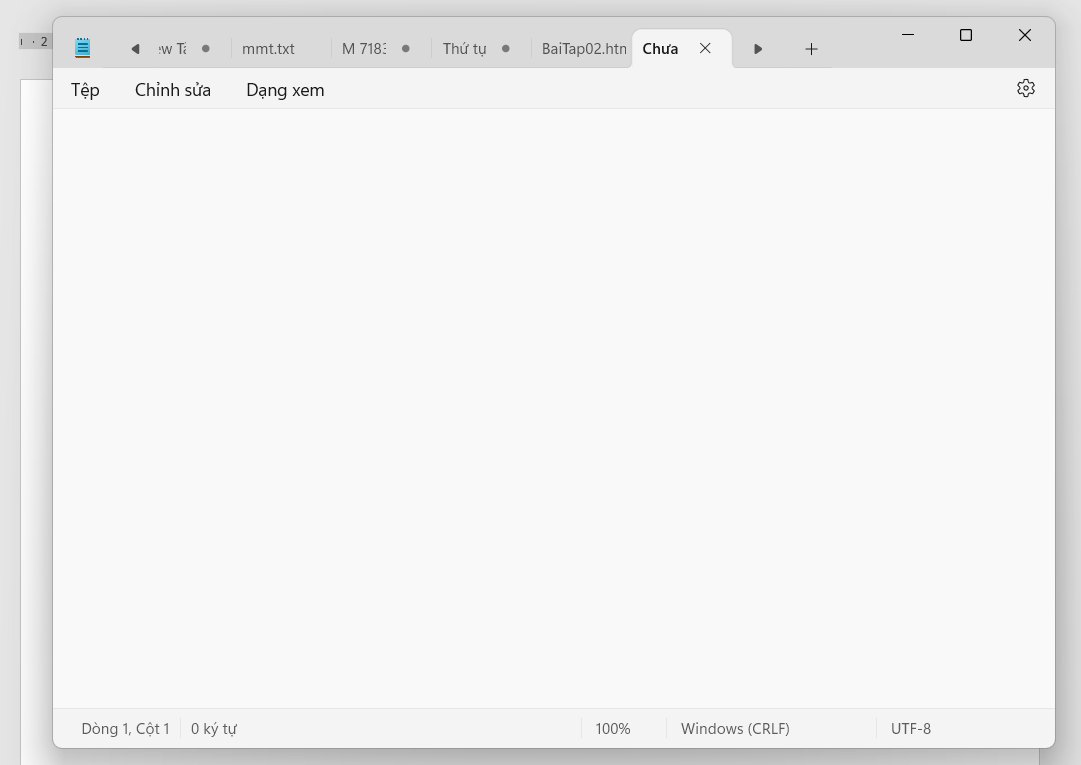 2
mmt.txt M 718 Thứ tự BaiTap02.htm Chưa
Tệp Chỉnh sửa Dạng xem
Dòng 1, Cột 1 0 ký tự 100% Windows (CRLF) UTF-8